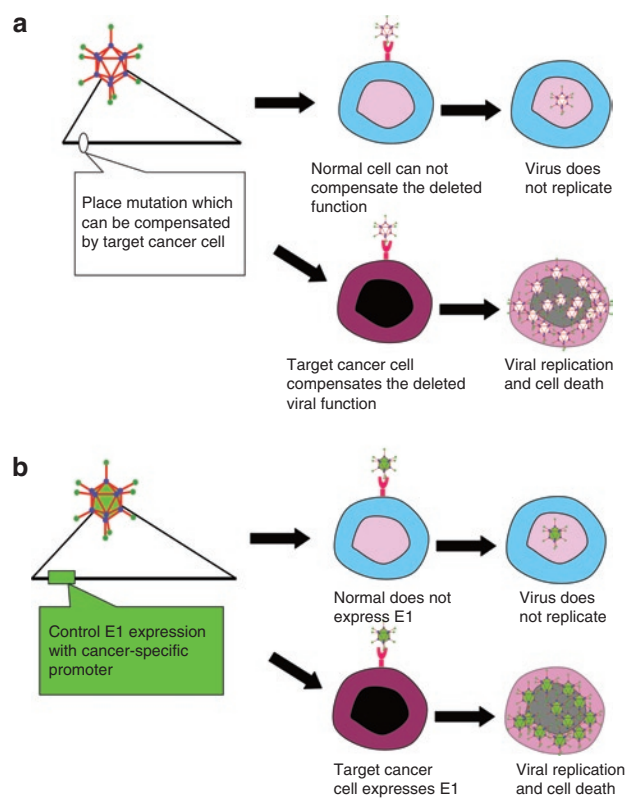 a
Place mutation which
can be compensated
by target cancer cell
Normal cell can not
compensate the deleted
function
Virus does
not replicate
Target cancer cell
compensates the deleted
viral function
Viral replication
and cell death
b
Control E1 expression
with cancer-specific
promoter
Normal does not
express E1
Virus does
not replicate
Target cancer
cell expresses E1
Viral replication
and cell death